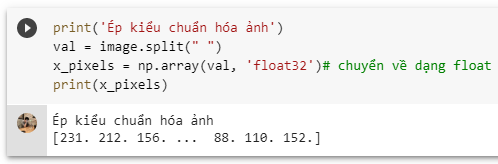 print('Ép kiểu chuẩn hóa ảnh')
val = image.split(" ")
x_pixels = np.array(val, 'float32')# chuyển về dạng float
print(x_pixels)
Ép kiểu chuẩn hóa ảnh
[231. 212. 156. ...  88. 110. 152.]